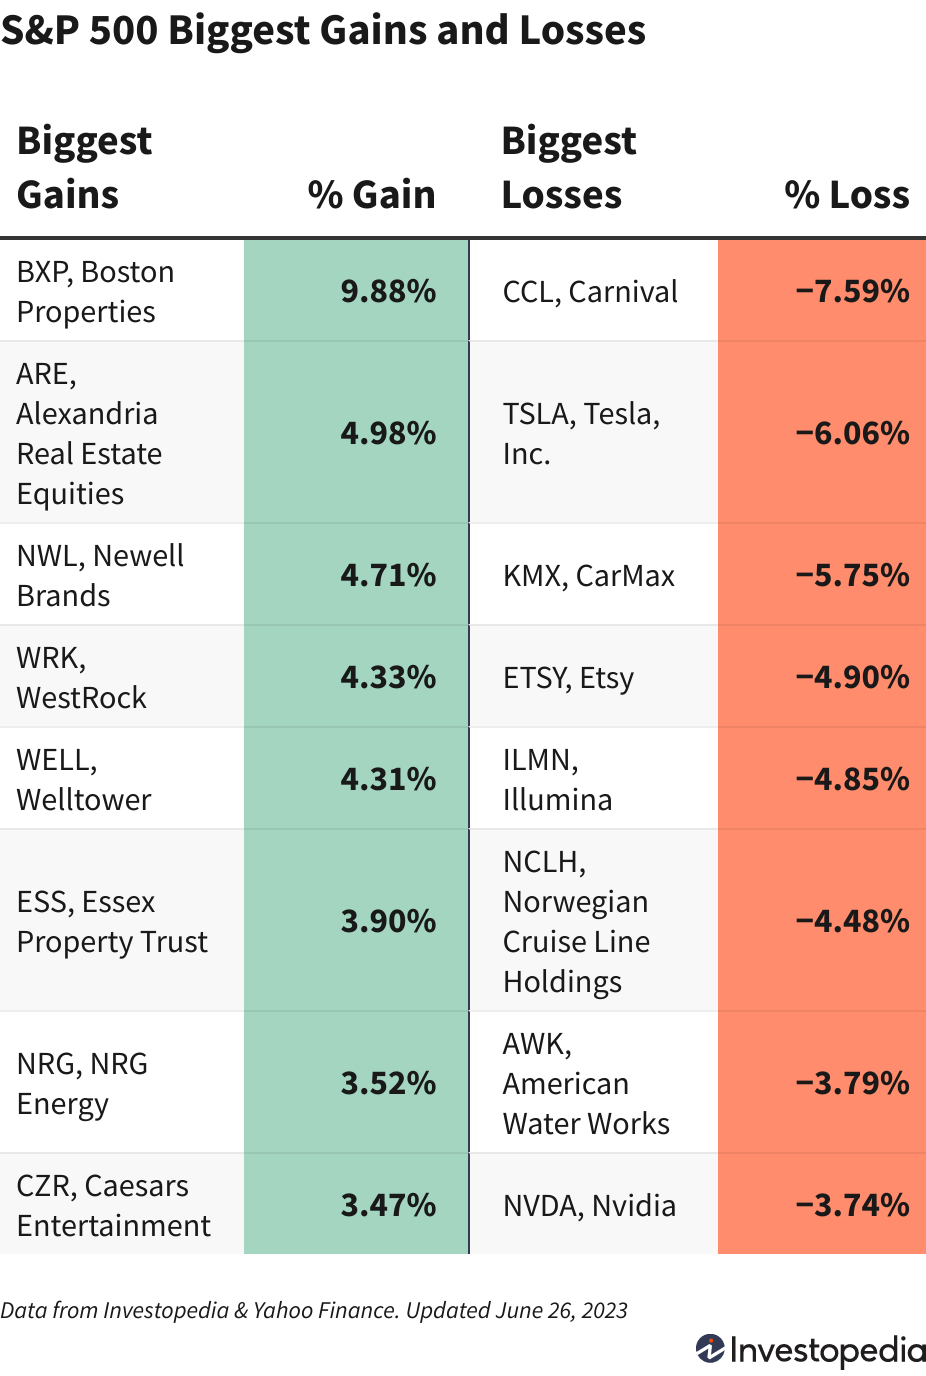 S&P 500 Biggest Gains and Losses
Biggest
Gains
% Gain
Biggest
Losses
% Loss
BXP, Boston
Properties
9.88%
CCL, Carnival
−7.59%
ARE,
Alexandria
Real Estate
Equities
4.98%
TSLA, Tesla,
Inc.
−6.06%
NWL, Newell
Brands
4.71%
KMX, CarMax
−5.75%
WRK,
WestRock
4.33%
ETSY, Etsy
−4.90%
WELL,
Welltower
4.31%
ILMN,
Illumina
−4.85%
ESS, Essex
Property Trust
3.90%
NCLH,
Norwegian
Cruise Line
Holdings
−4.48%
NRG, NRG
Energy
3.52%
AWK,
American
Water Works
−3.79%
CZR, Caesars
Entertainment
3.47%
NVDA, Nvidia
−3.74%
Data from Investopedia & Yahoo Finance. Updated June 26, 2023
Investopedia